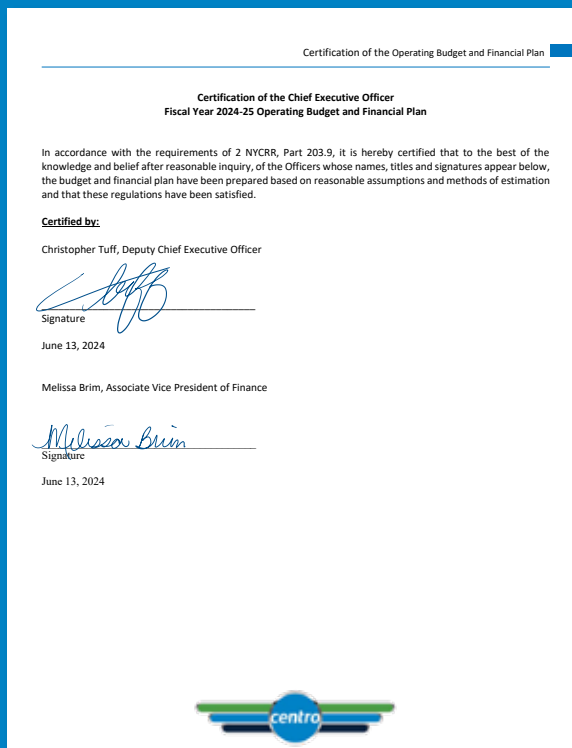 Certification of the Operating Budget and Financial Plan
Certification of the Chief Executive Officer
Fiscal Year 2024-25 Operating Budget and Financial Plan
In accordance with the requirements of 2 NYCRR, Part 203.9, it is hereby certified that to the best of the
knowledge and belief after reasonable inquiry, of the Officers whose names, titles and signatures appear below,
the budget and financial plan have been prepared based on reasonable assumptions and methods of estimation
and that these regulations have been satisfied.
Certified by:
Christopher Tuff, Deputy Chief Executive Officer
Signature
June 13, 2024
Melissa Brim, Associate Vice President of Finance
Melissa Brim
Signature
June 13, 2024
centro